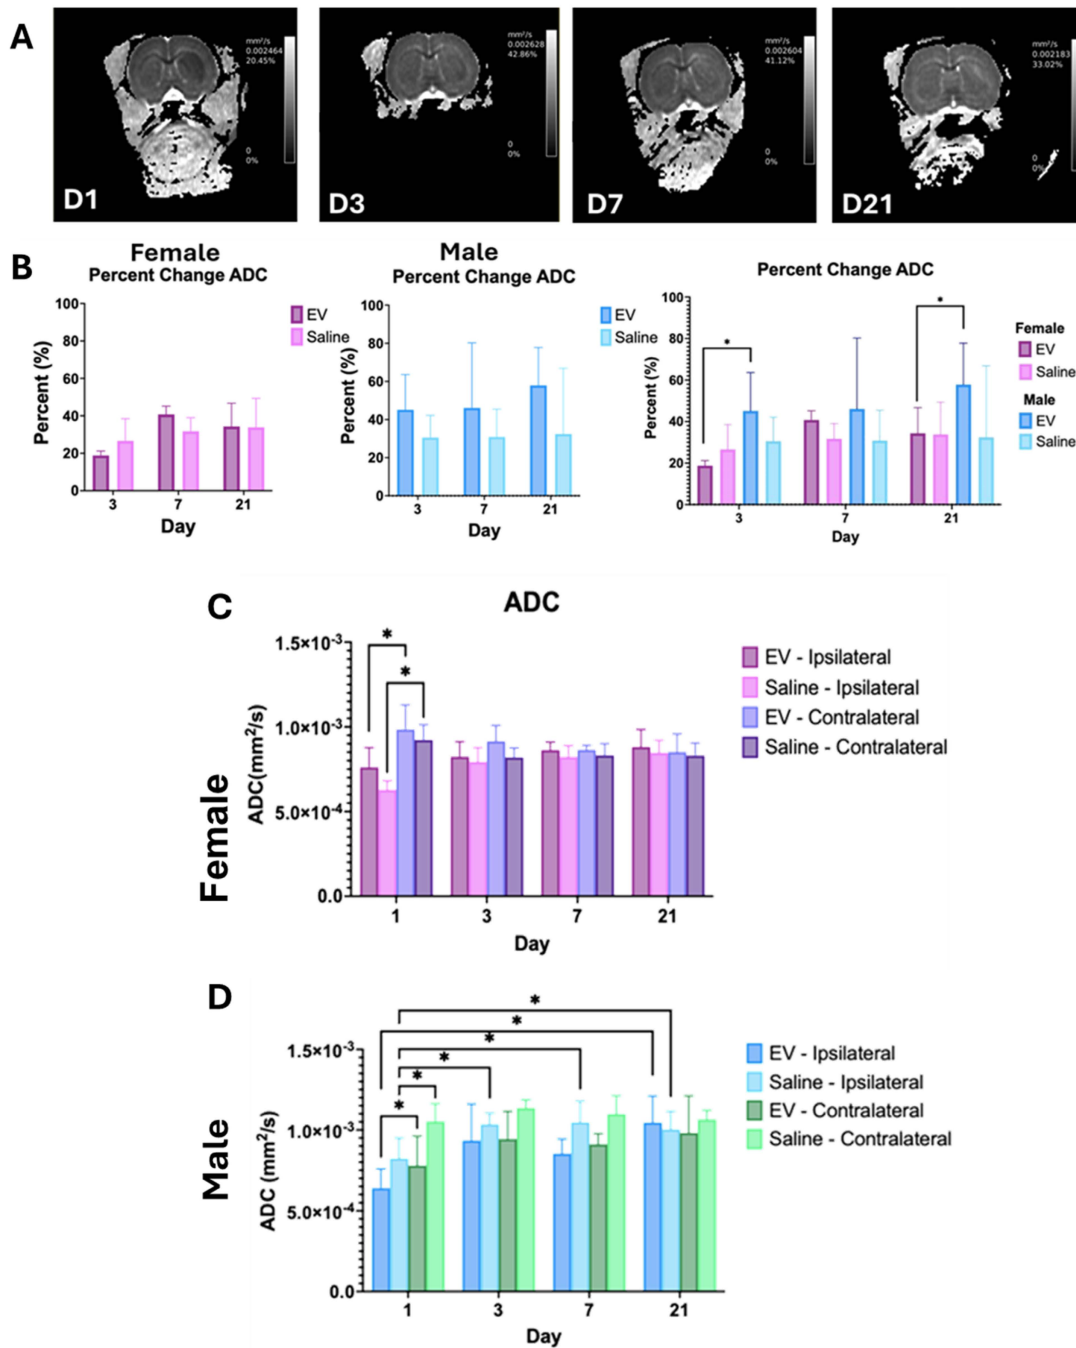 A
mm²/s
0.002464
20.45%
0
0%
D1
mm²/s
0.002628
42.86%
0
0%
D3
mm²/s
0.002604
41.12%
0
0%
D7
mm²/s
0.002183
33.02%
0
0%
D21
B
Female
Percent Change ADC
Percent (%)
100
80
60
40
20
0
3 7 21
Day
EV
Saline
Male
Percent Change ADC
Percent (%)
100
80
60
40
20
0
3 7 21
Day
EV
Saline
Percent Change ADC
Percent (%)
100
80
60
40
20
0
* *
3 7 21
Day
Female
EV
Saline
Male
EV
Saline
C
ADC
Female
ADC(mm²/s)
1.5×10⁻³
1.0×10⁻³
5.0×10⁻⁴
0.0
*
*
1 3 7 21
Day
EV - Ipsilateral
Saline - Ipsilateral
EV - Contralateral
Saline - Contralateral
D
Male
ADC (mm²/s)
1.5×10⁻³
1.0×10⁻³
5.0×10⁻⁴
0.0
*
*
*
*
*
*
1 3 7 21
Day
EV - Ipsilateral
Saline - Ipsilateral
EV - Contralateral
Saline - Contralateral